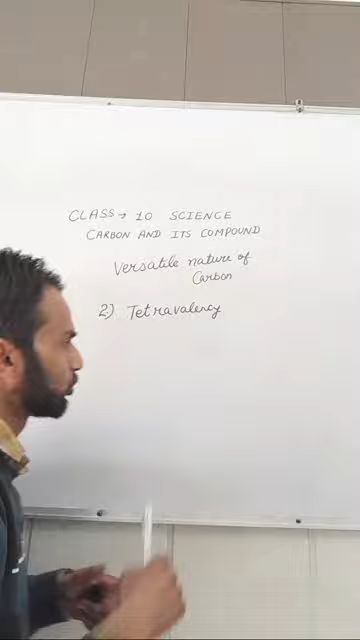 CLASS → 10 SCIENCE
CARBON AND ITS COMPOUND
Versatile nature of
Carbon
2.) Tetravalency